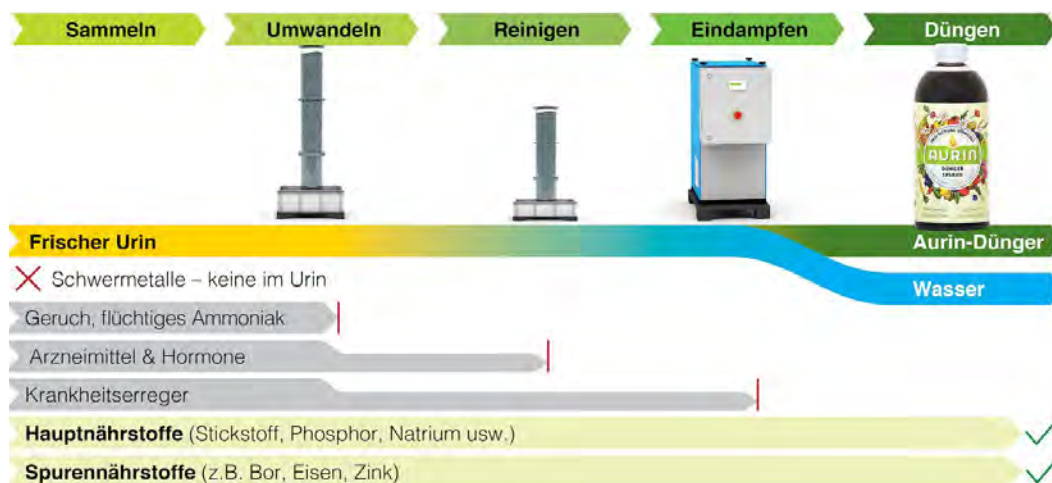 Sammeln
Umwandeln
Reinigen
Eindampfen
Düngen
AURIN
DÜNGER
Frischer Urin
Aurin-Dünger
Schwermetalle – keine im Urin
Wasser
Geruch, flüchtiges Ammoniak
Arzneimittel & Hormone
Krankheitserreger
Hauptnährstoffe (Stickstoff, Phosphor, Natrium usw.)
Spurennährstoffe (z.B. Bor, Eisen, Zink)